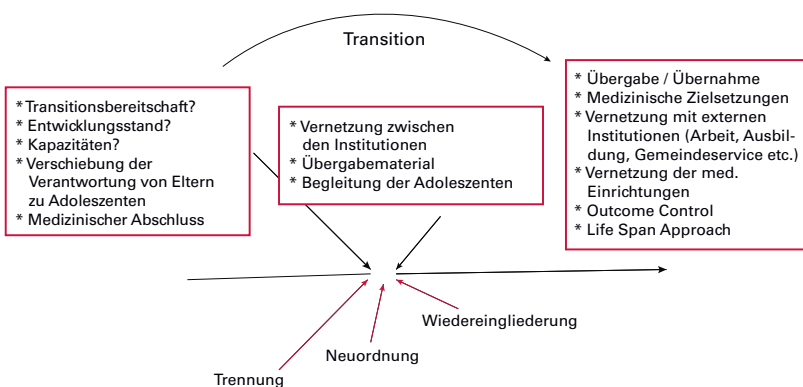 Transition
* Transitionsbereitschaft?
* Entwicklungsstand?
* Kapazitäten?
* Verschiebung der
Verantwortung von Eltern
zu Adoleszenten
* Medizinischer Abschluss
* Vernetzung zwischen
den Institutionen
* Übergabematerial
* Begleitung der Adoleszenten
* Übergabe / Übernahme
* Medizinische Zielsetzungen
* Vernetzung mit externen
Institutionen (Arbeit, Ausbil-
dung, Gemeindeservice etc.)
* Vernetzung der med.
Einrichtungen
* Outcome Control
* Life Span Approach
Wiedereingliederung
Neuordnung
Trennung